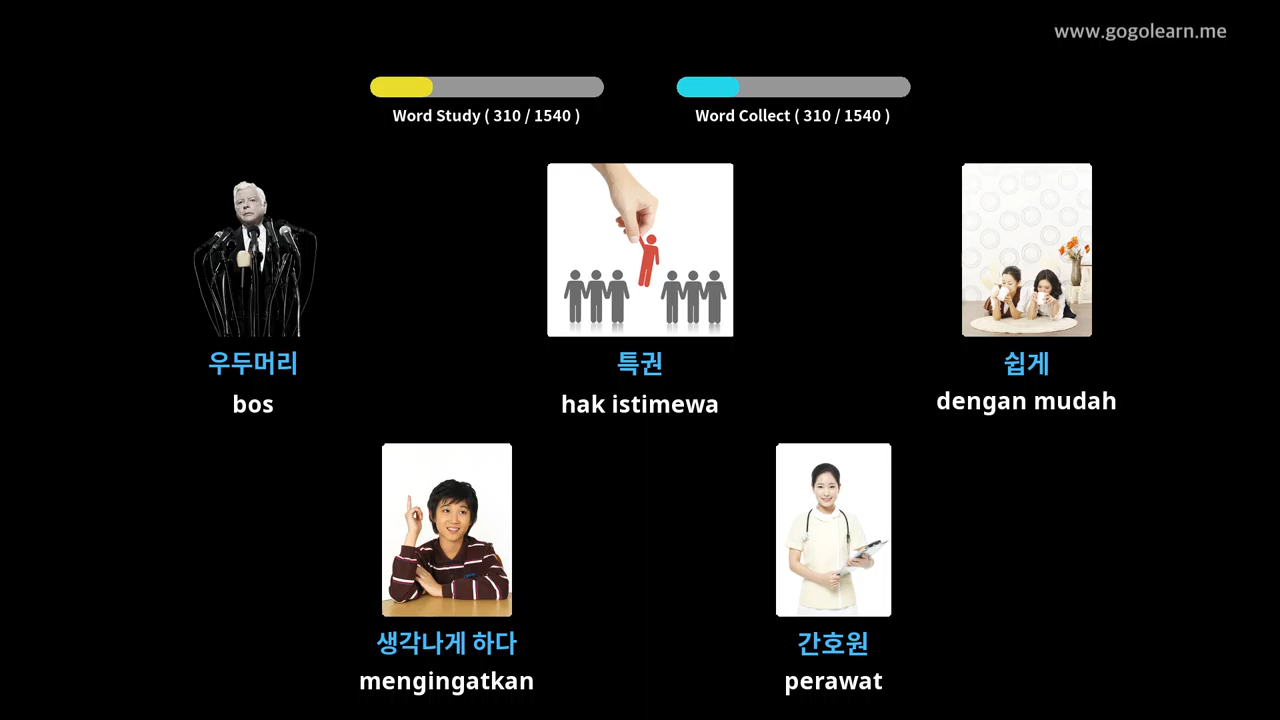 www.gogolearn.me
Word Study ( 310 / 1540 )
Word Collect ( 310 / 1540 )
우두머리
bos
특권
hak istimewa
쉽게
dengan mudah
생각나게 하다
mengingatkan
간호원
perawat